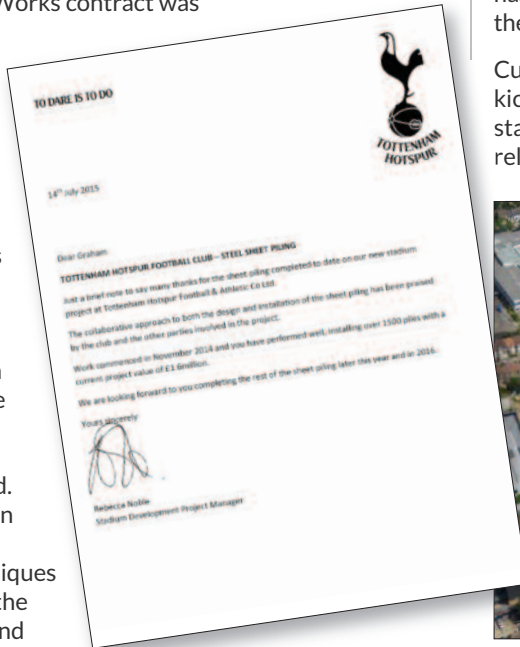 Works contract was
TO DARE IS TO DO
TOTTENHAM
HOTSPUR
14th July 2015
Dear Graham
TOTTENHAM HOTSPUR FOOTBALL CLUB – STEEL SHEET PILING
Just a brief note to say many thanks for the sheet piling completed to date on our new stadium
project at Tottenham Hotspur Football & Athletic Co Ltd.
The collaborative approach to both the design and installation of the sheet piling has been praised
by the club and the other parties involved in the project.
Work commenced in November 2014 and you have performed well, installing over 1500 piles with a
current project value of £1.6million.
We are looking forward to you completing the rest of the sheet piling later this year and in 2016.
Yours sincerely
Rebecca Noble
Stadium Development Project Manager
iques
the
nd
d.
n
e
s
the
Cu
kic
sta
rel